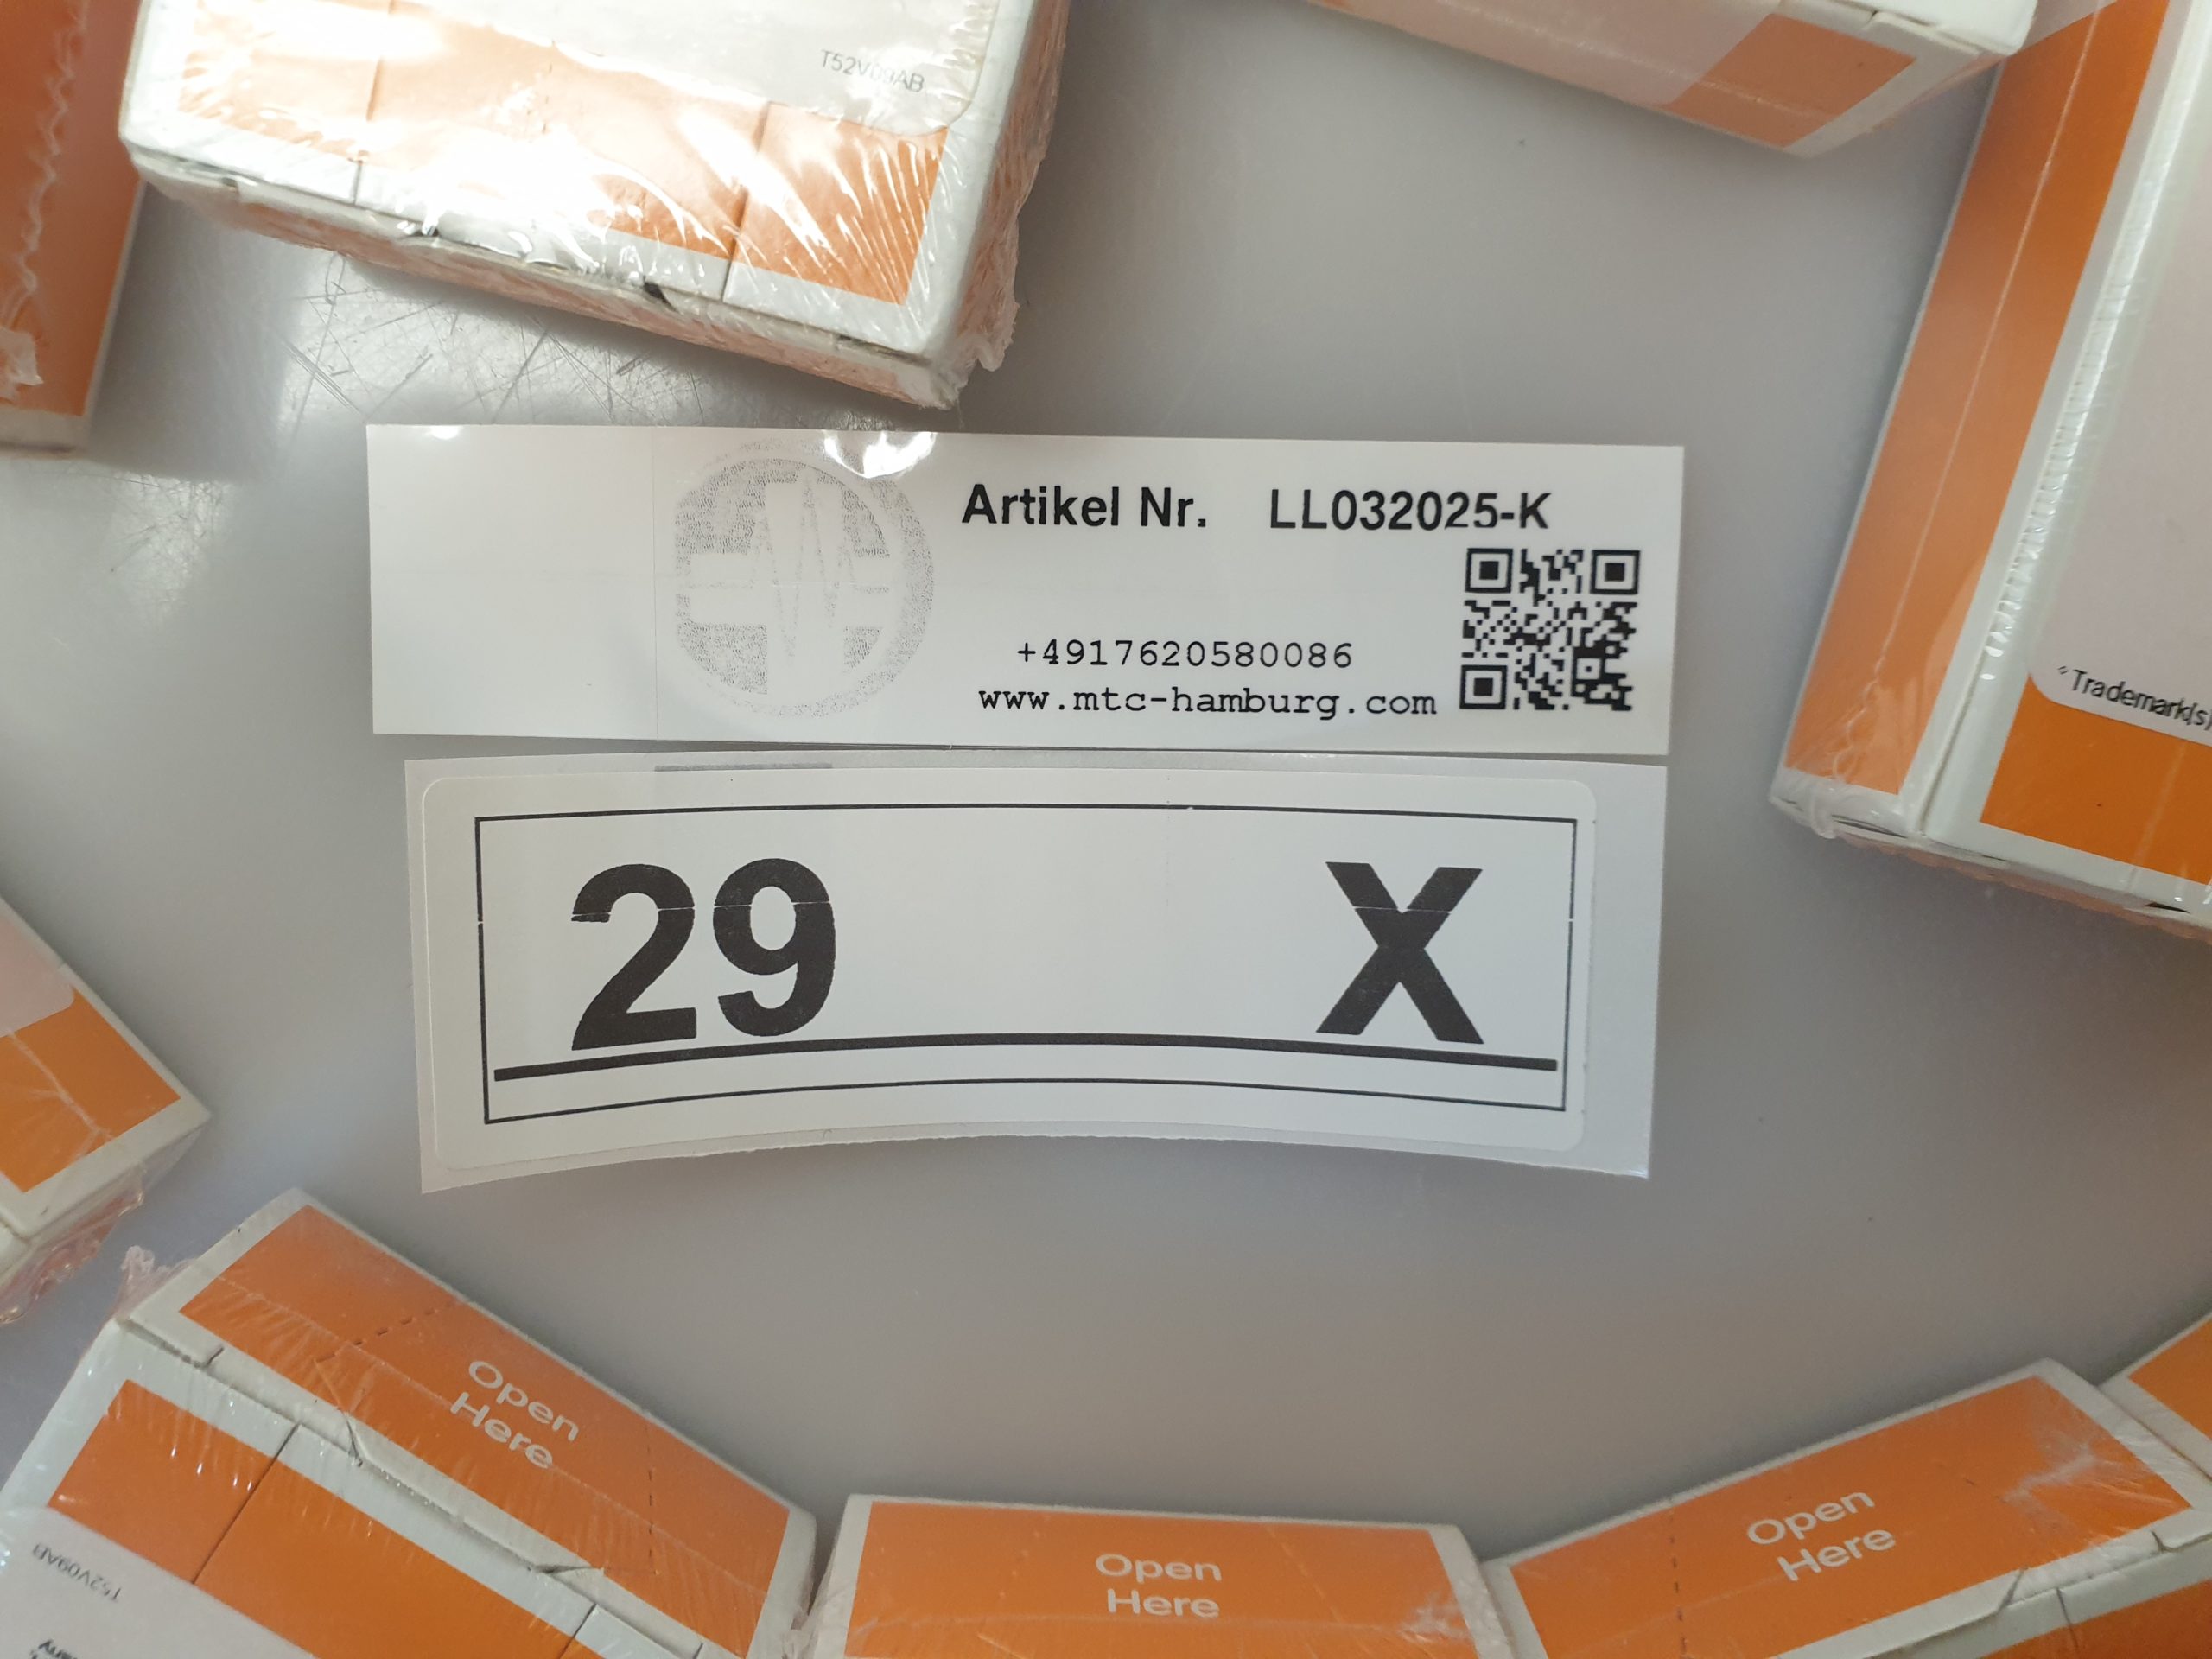 T52V09AB
Artikel Nr. LL032025-K
+4917620580086
www.mtc-hamburg.com
Trademark(s)
29 X
Open
Here
Open
Here
Open
Here
T52V09AB